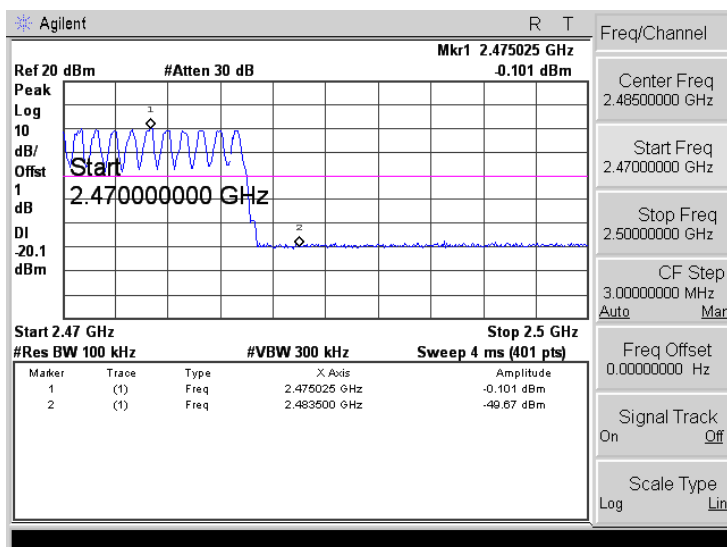 Agilent
R T
Mkr1 2.475025 GHz
Ref 20 dBm #Atten 30 dB -0.101 dBm
Peak
Log
10
dB/
Offst
1
dB
DI
-20.1
dBm
1
2
Start
2.470000000 GHz
Start 2.47 GHz Stop 2.5 GHz
#Res BW 100 kHz #VBW 300 kHz Sweep 4 ms (401 pts)
Marker Trace Type X Axis Amplitude
1 (1) Freq 2.475025 GHz -0.101 dBm
2 (1) Freq 2.483500 GHz -49.67 dBm
Freq/Channel
Center Freq
2.48500000 GHz
Start Freq
2.47000000 GHz
Stop Freq
2.50000000 GHz
CF Step
3.00000000 MHz
Auto Man
Freq Offset
0.00000000 Hz
Signal Track
On Off
Scale Type
Log Lin